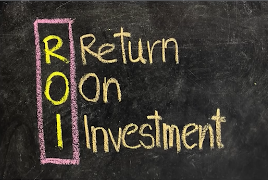 R Return
O on
I Investment